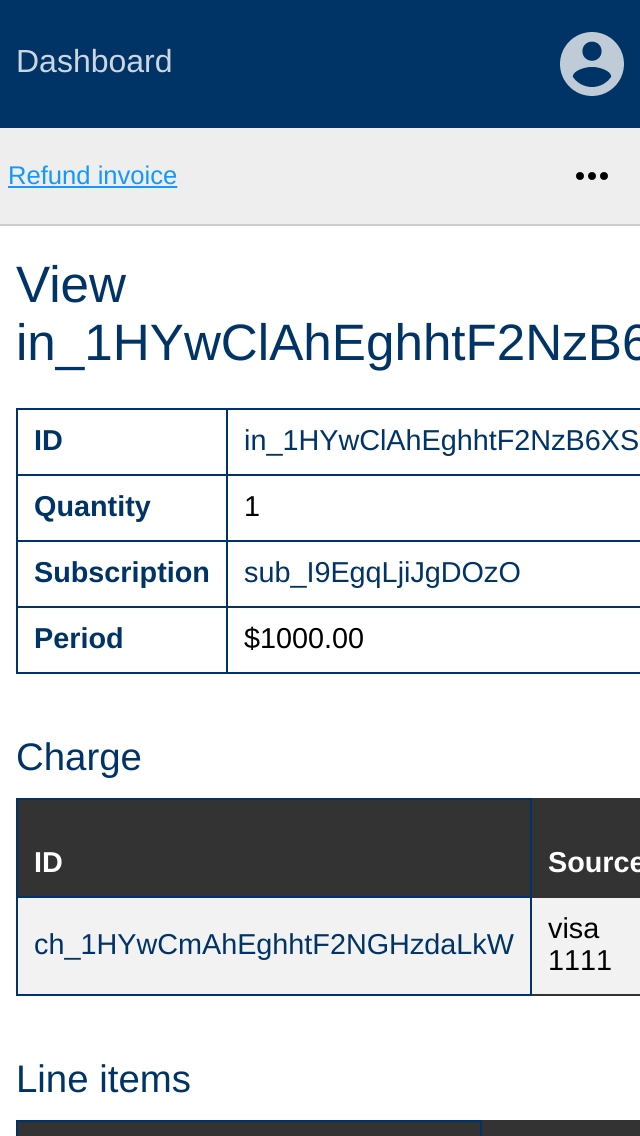 Dashboard
Refund invoice
View
in_1HYwClAhEghhtF2NzB6
ID in_1HYwClAhEghhtF2NzB6XS
Quantity 1
Subscription sub_I9EgqLjiJgDOzO
Period $1000.00
Charge
ID Source
ch_1HYwCmAhEghhtF2NGHzdaLkW visa
1111
Line items